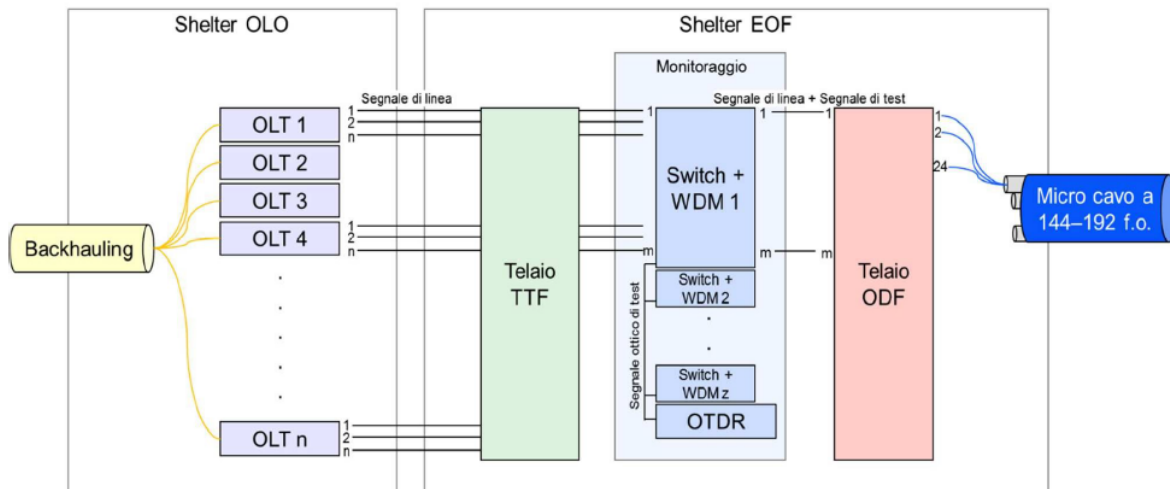 Shelter OLO
Shelter EOF
Monitoraggio
Segnale di linea
Segnale di linea + Segnale di test
Backhauling
OLT 1
OLT 2
OLT 3
OLT 4
OLT n
1
2
n
1
2
n
1
2
n
Telaio
TTF
1
m
Switch +
WDM 1
Switch +
WDM 2
Switch +
WDM z
OTDR
Segnale ottico di test
1
m
1
m
Telaio
ODF
1
2
24
Micro cavo a
144–192 f.o.